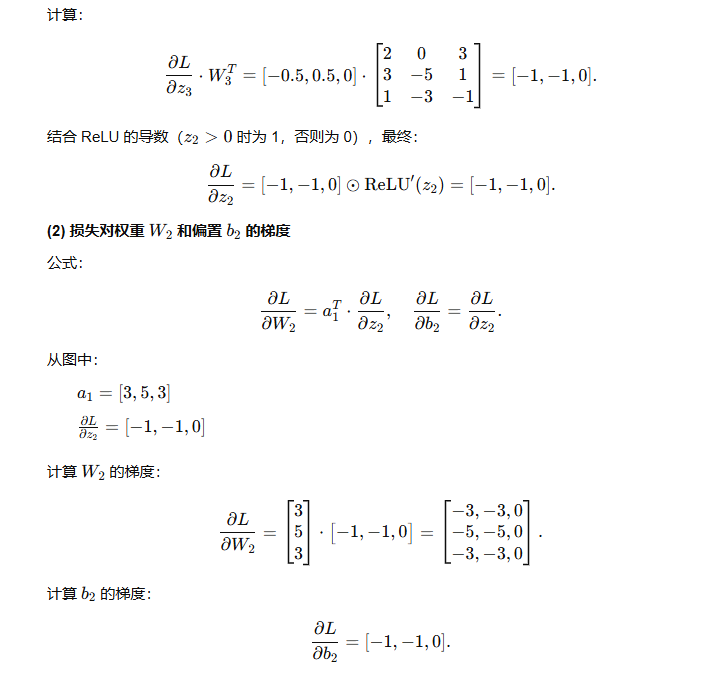 计算：
$$\frac{\partial L}{\partial z_3} \cdot W_3^T = [-0.5, 0.5, 0] \cdot \begin{bmatrix} 2 & 0 & 3 \\ 3 & -5 & 1 \\ 1 & -3 & -1 \end{bmatrix} = [-1, -1, 0].$$
结合 ReLU 的导数（$z_2 > 0$ 时为 1，否则为 0），最终：
$$\frac{\partial L}{\partial z_2} = [-1, -1, 0] \odot \text{ReLU}'(z_2) = [-1, -1, 0].$$
(2) 损失对权重 $W_2$ 和偏置 $b_2$ 的梯度
公式：
$$\frac{\partial L}{\partial W_2} = a_1^T \cdot \frac{\partial L}{\partial z_2}, \quad \frac{\partial L}{\partial b_2} = \frac{\partial L}{\partial z_2}.$$
从图中：
$a_1 = [3, 5, 3]$
$\frac{\partial L}{\partial z_2} = [-1, -1, 0]$
计算 $W_2$ 的梯度：
$$\frac{\partial L}{\partial W_2} = \begin{bmatrix} 3 \\ 5 \\ 3 \end{bmatrix} \cdot [-1, -1, 0] = \begin{bmatrix} -3, -3, 0 \\ -5, -5, 0 \\ -3, -3, 0 \end{bmatrix}.$$
计算 $b_2$ 的梯度：
$$\frac{\partial L}{\partial b_2} = [-1, -1, 0].$$